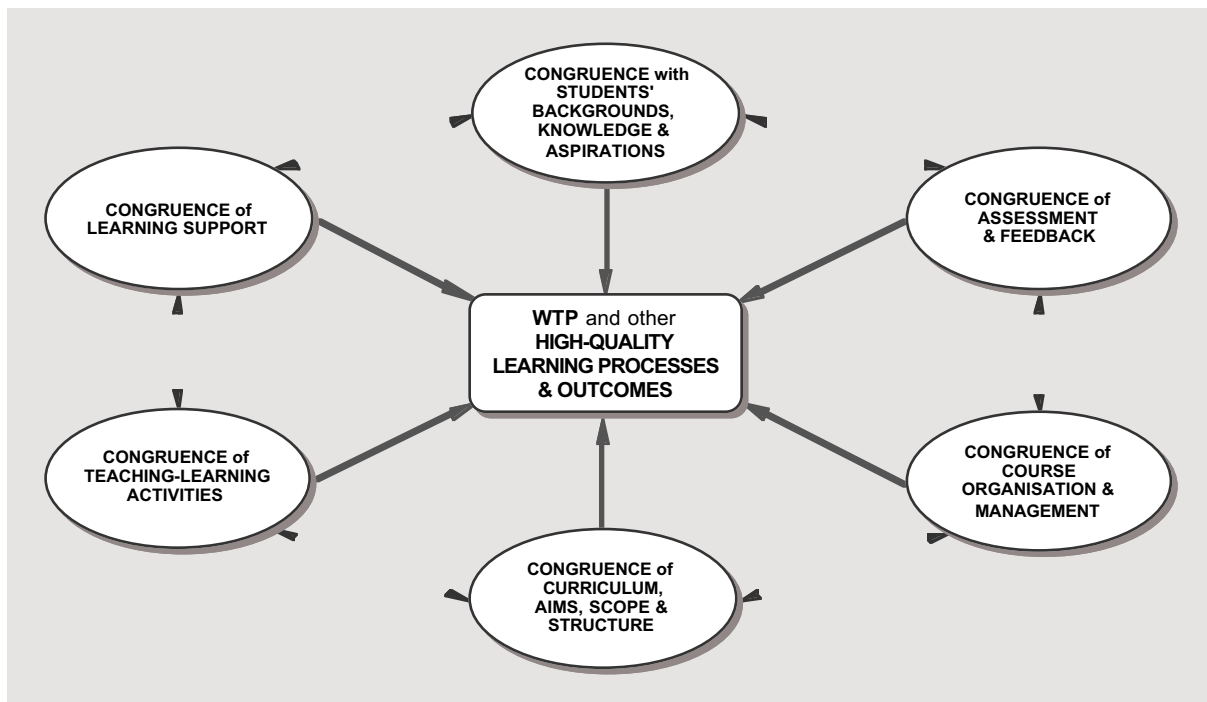 CONGRUENCE with
STUDENTS'
BACKGROUNDS,
KNOWLEDGE &
ASPIRATIONS
CONGRUENCE of
LEARNING SUPPORT
CONGRUENCE of
ASSESSMENT
& FEEDBACK
WTP and other
HIGH-QUALITY
LEARNING PROCESSES
& OUTCOMES
CONGRUENCE of
TEACHING-LEARNING
ACTIVITIES
CONGRUENCE of
COURSE
ORGANISATION &
MANAGEMENT
CONGRUENCE of
CURRICULUM,
AIMS, SCOPE &
STRUCTURE